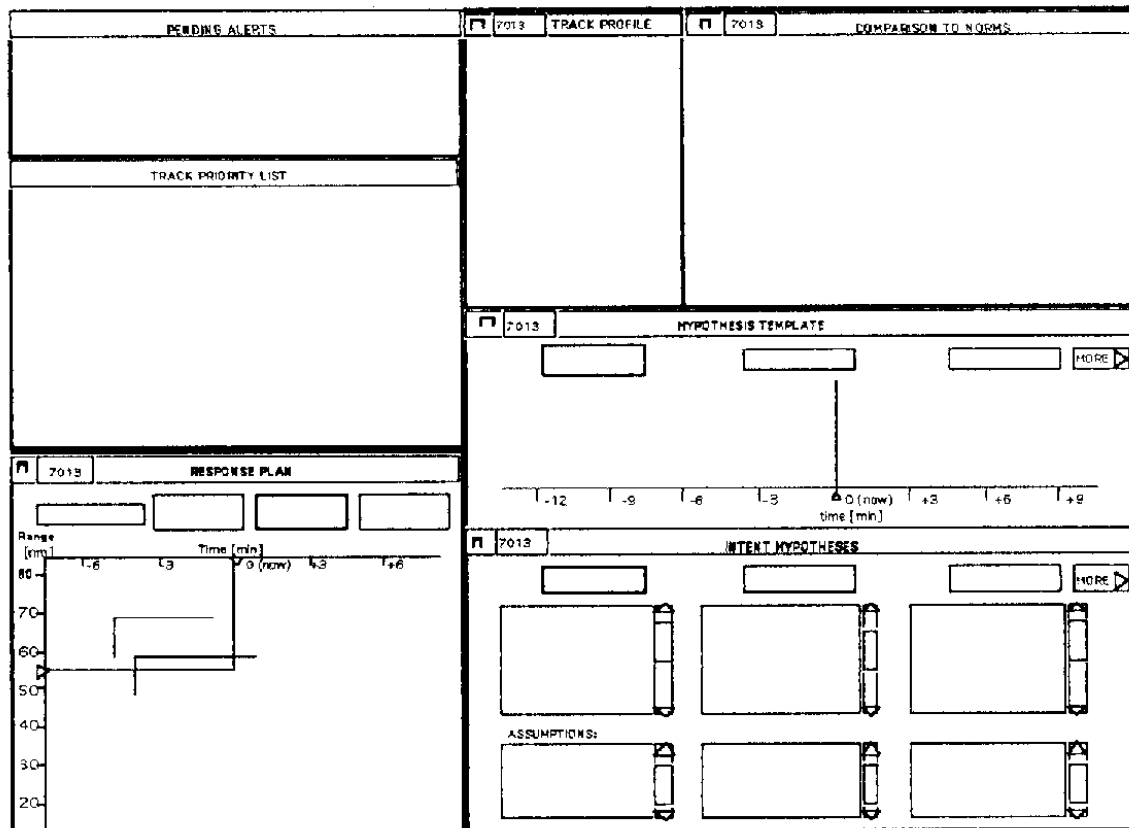 PENDING ALERTS
TRACK PRIORITY LIST
7013 TRACK PROFILE
7013 COMPARISON TO NORMS
7013 HYPOTHESIS TEMPLATE
MORE
-12 -9 -6 -3 0 (now) +3 +6 +9
time [min]
7013 RESPONSE PLAN
Range
[nm]
Time [min]
-6 -3 0 (now) +3 +6
80
70
60
50
40
30
20
7013 INTENT HYPOTHESES
MORE
ASSUMPTIONS: